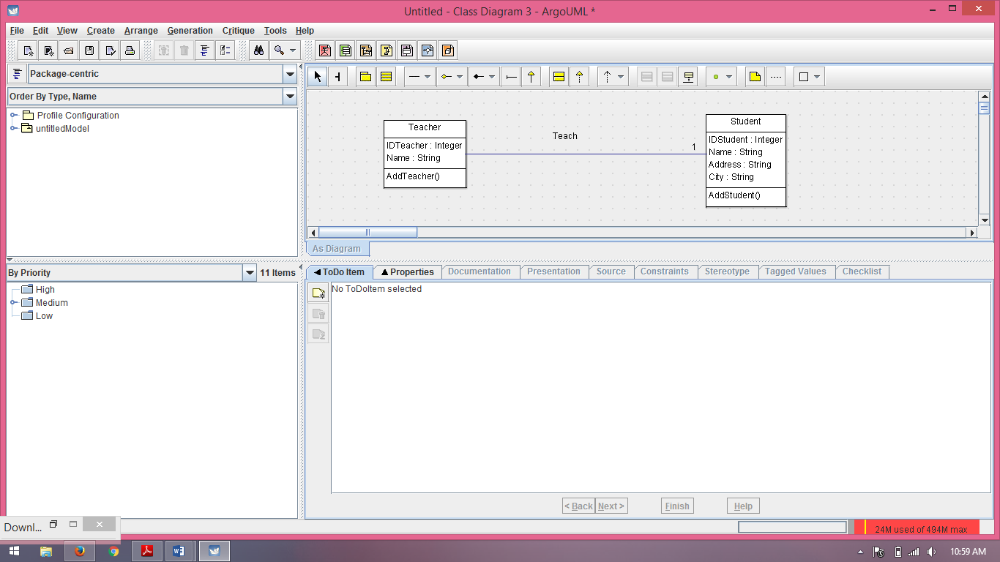 Untitled - Class Diagram 3 - ArgoUML *
File Edit View Create Arrange Generation Critique Tools Help
Package-centric
Order By Type, Name
Profile Configuration
untitledModel
Teacher
IDTeacher : Integer
Name : String
AddTeacher()
Teach
1
Student
IDStudent : Integer
Name : String
Address : String
City : String
AddStudent()
As Diagram
By Priority 11 Items
High
Medium
Low
ToDo Item Properties Documentation Presentation Source Constraints Stereotype Tagged Values Checklist
No ToDoItem selected
< Back Next > Finish Help
Downl...
24M used of 494M max
10:59 AM